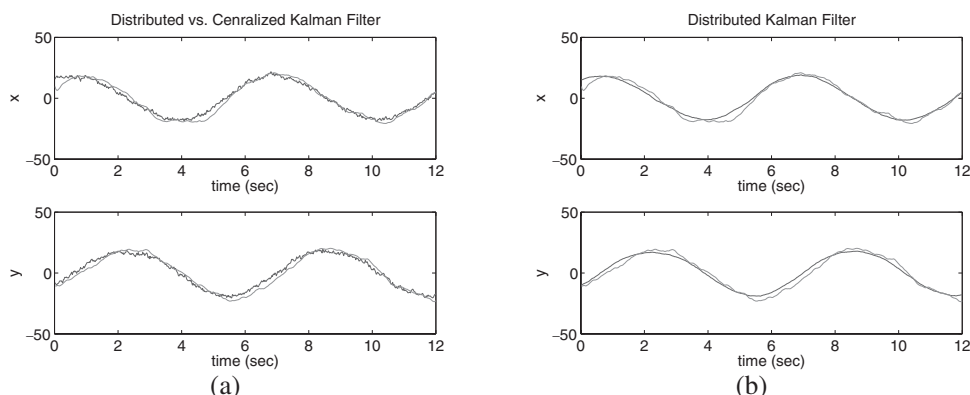 Distributed vs. Cenralized Kalman Filter
50
0
−50
x
0 2 4 6 8 10 12
time (sec)
50
0
−50
y
0 2 4 6 8 10 12
time (sec)
(a)
Distributed Kalman Filter
50
0
−50
x
0 2 4 6 8 10 12
time (sec)
50
0
−50
y
0 2 4 6 8 10 12
time (sec)
(b)